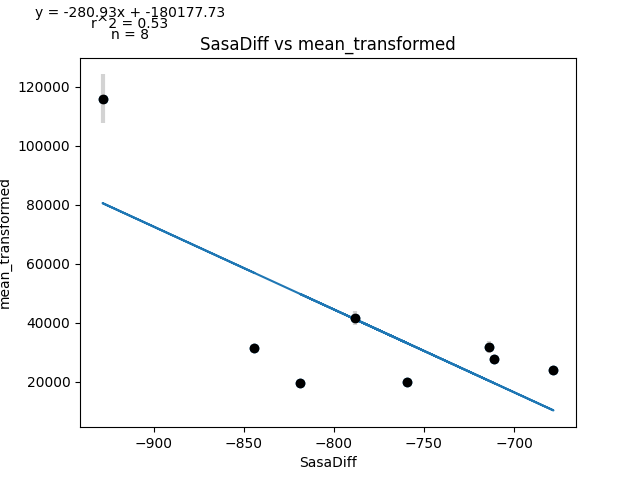 y = -280.93x + -180177.73
r^2 = 0.53
n = 8
SasaDiff vs mean_transformed
mean_transformed
120000
100000
80000
60000
40000
20000
−900
−850
−800
−750
−700
SasaDiff